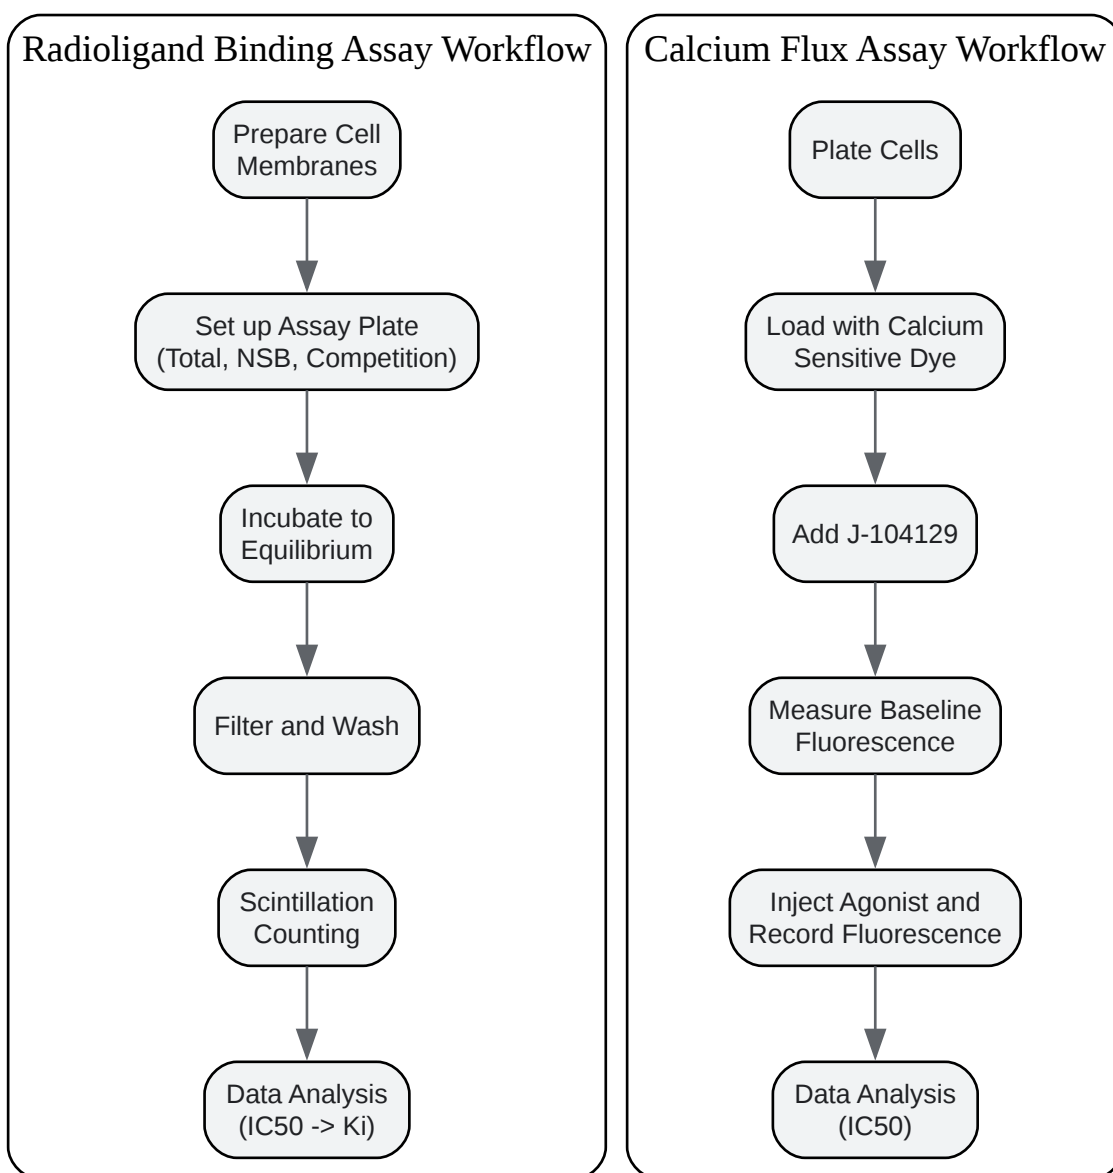 Radioligand Binding Assay Workflow
Prepare Cell
Membranes
Set up Assay Plate
(Total, NSB, Competition)
Incubate to
Equilibrium
Filter and Wash
Scintillation
Counting
Data Analysis
(IC50 -> Ki)
Calcium Flux Assay Workflow
Plate Cells
Load with Calcium
Sensitive Dye
Add J-104129
Measure Baseline
Fluorescence
Inject Agonist and
Record Fluorescence
Data Analysis
(IC50)